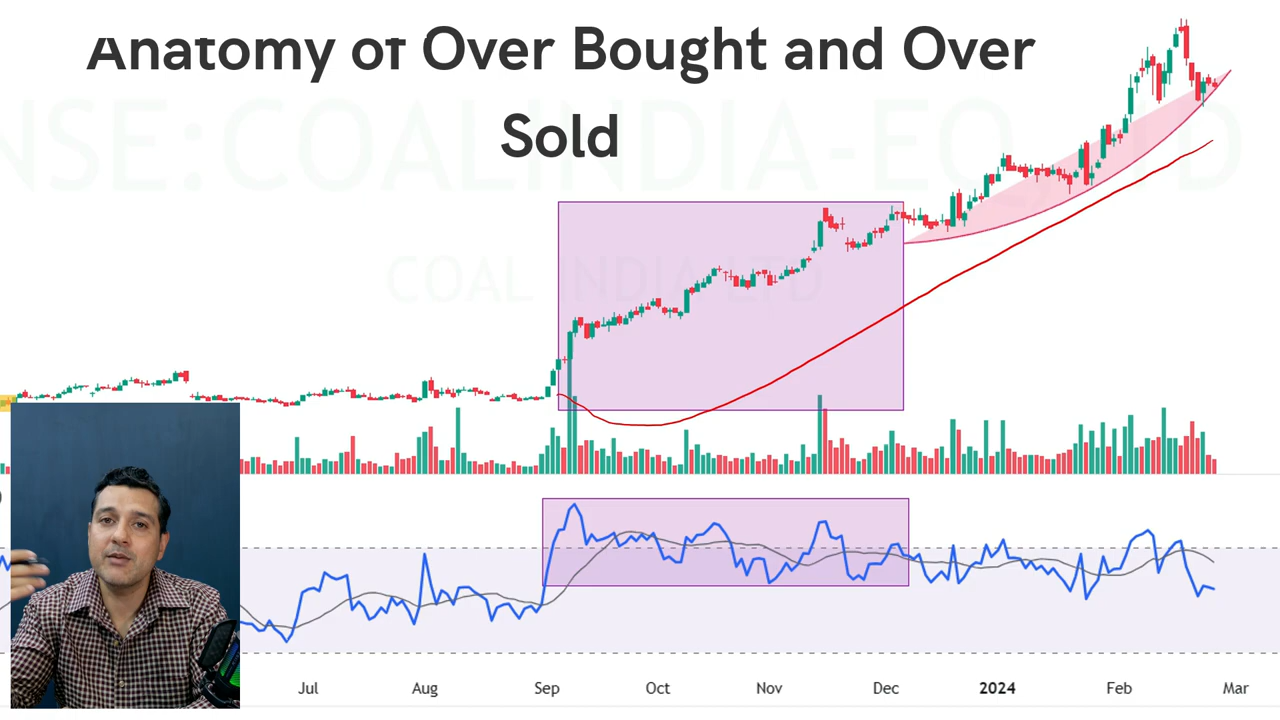 Anatomy of Over Bought and Over
Sold
NSE:COALINDIA-EQ, 1D
COAL INDIA LTD
Jul Aug Sep Oct Nov Dec 2024 Feb Mar